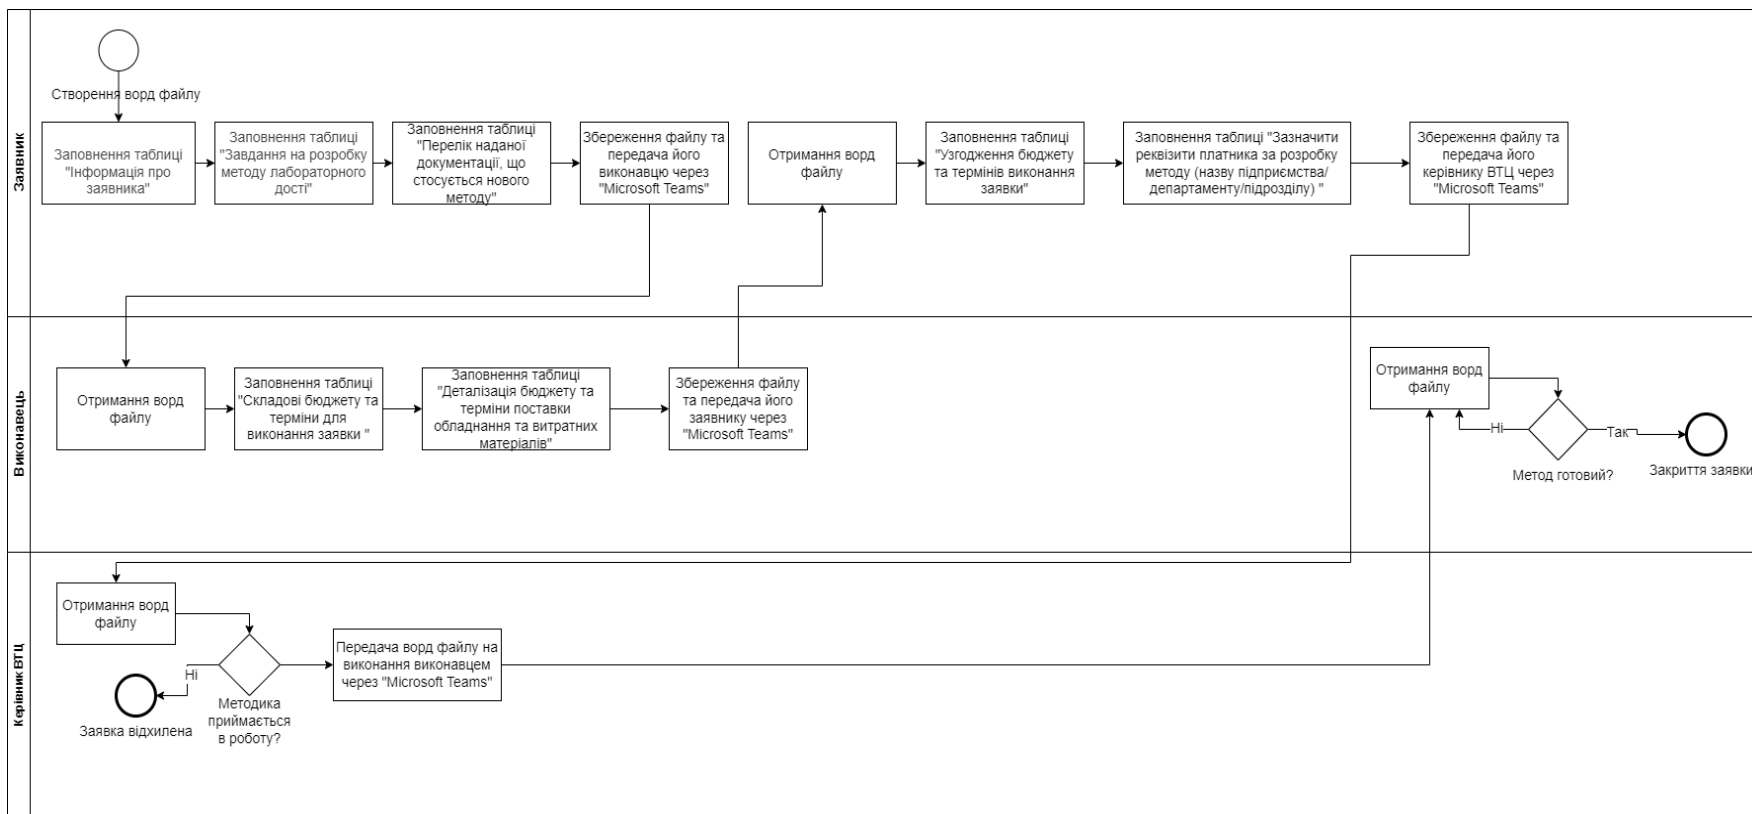 Заявник
Створення ворд файлу
Заповнення таблиці
"Інформація про
заявника"
Заповнення таблиці
"Завдання на розробку
методу лабораторного
дості"
Заповнення таблиці
"Перелік наданої
документації, що
стосується нового
методу"
Збереження файлу та
передача його
виконавцю через
"Microsoft Teams"
Отримання ворд
файлу
Заповнення таблиці
"Узгодження бюджету
та термінів виконання
заявки"
Заповнення таблиці "Зазначити
реквізити платника за розробку
методу (назву підприємства/
департаменту/підрозділу) "
Збереження файлу та
передача його
керівнику ВТЦ через
"Microsoft Teams"
Виконавець
Отримання ворд
файлу
Заповнення таблиці
"Складові бюджету та
терміни для
виконання заявки "
Заповнення таблиці
"Деталізація бюджету та
терміни поставки
обладнання та витратних
матеріалів"
Збереження файлу
та передача його
заявнику через
"Microsoft Teams"
Отримання ворд
файлу
Ні
Так
Метод готовий?
Закриття заявки
Керівник ВТЦ
Отримання ворд
файлу
Ні
Заявка відхилена
Методика
приймається
в роботу?
Передача ворд файлу на
виконання виконавцем
через "Microsoft Teams"